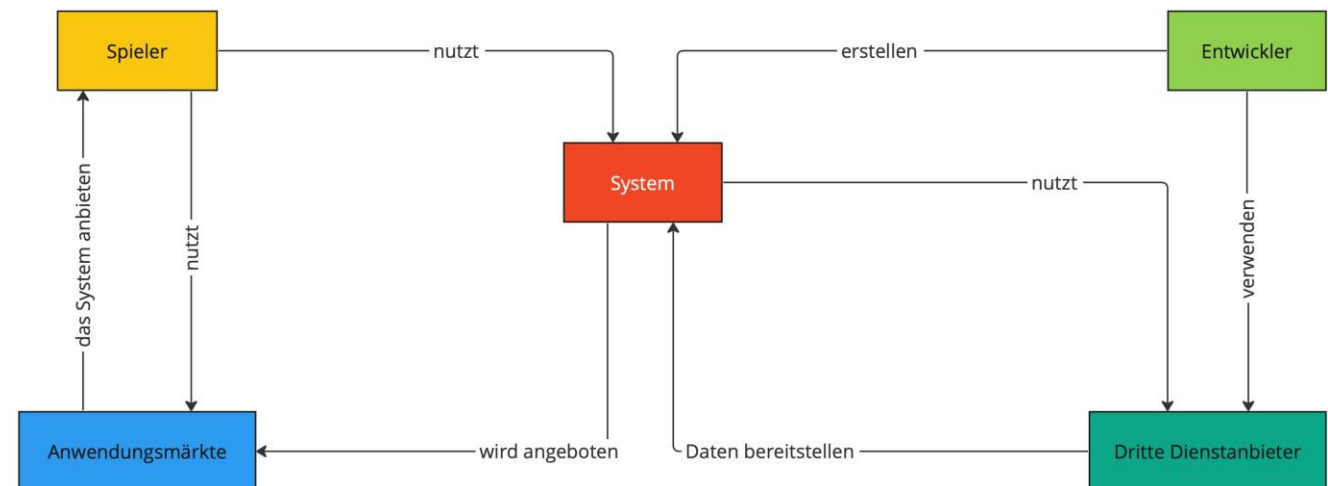 Spieler
nutzt
erstellen
Entwickler
das System anbieten
nutzt
System
nutzt
verwenden
Anwendungsmärkte
wird angeboten
Daten bereitstellen
Dritte Dienstanbieter